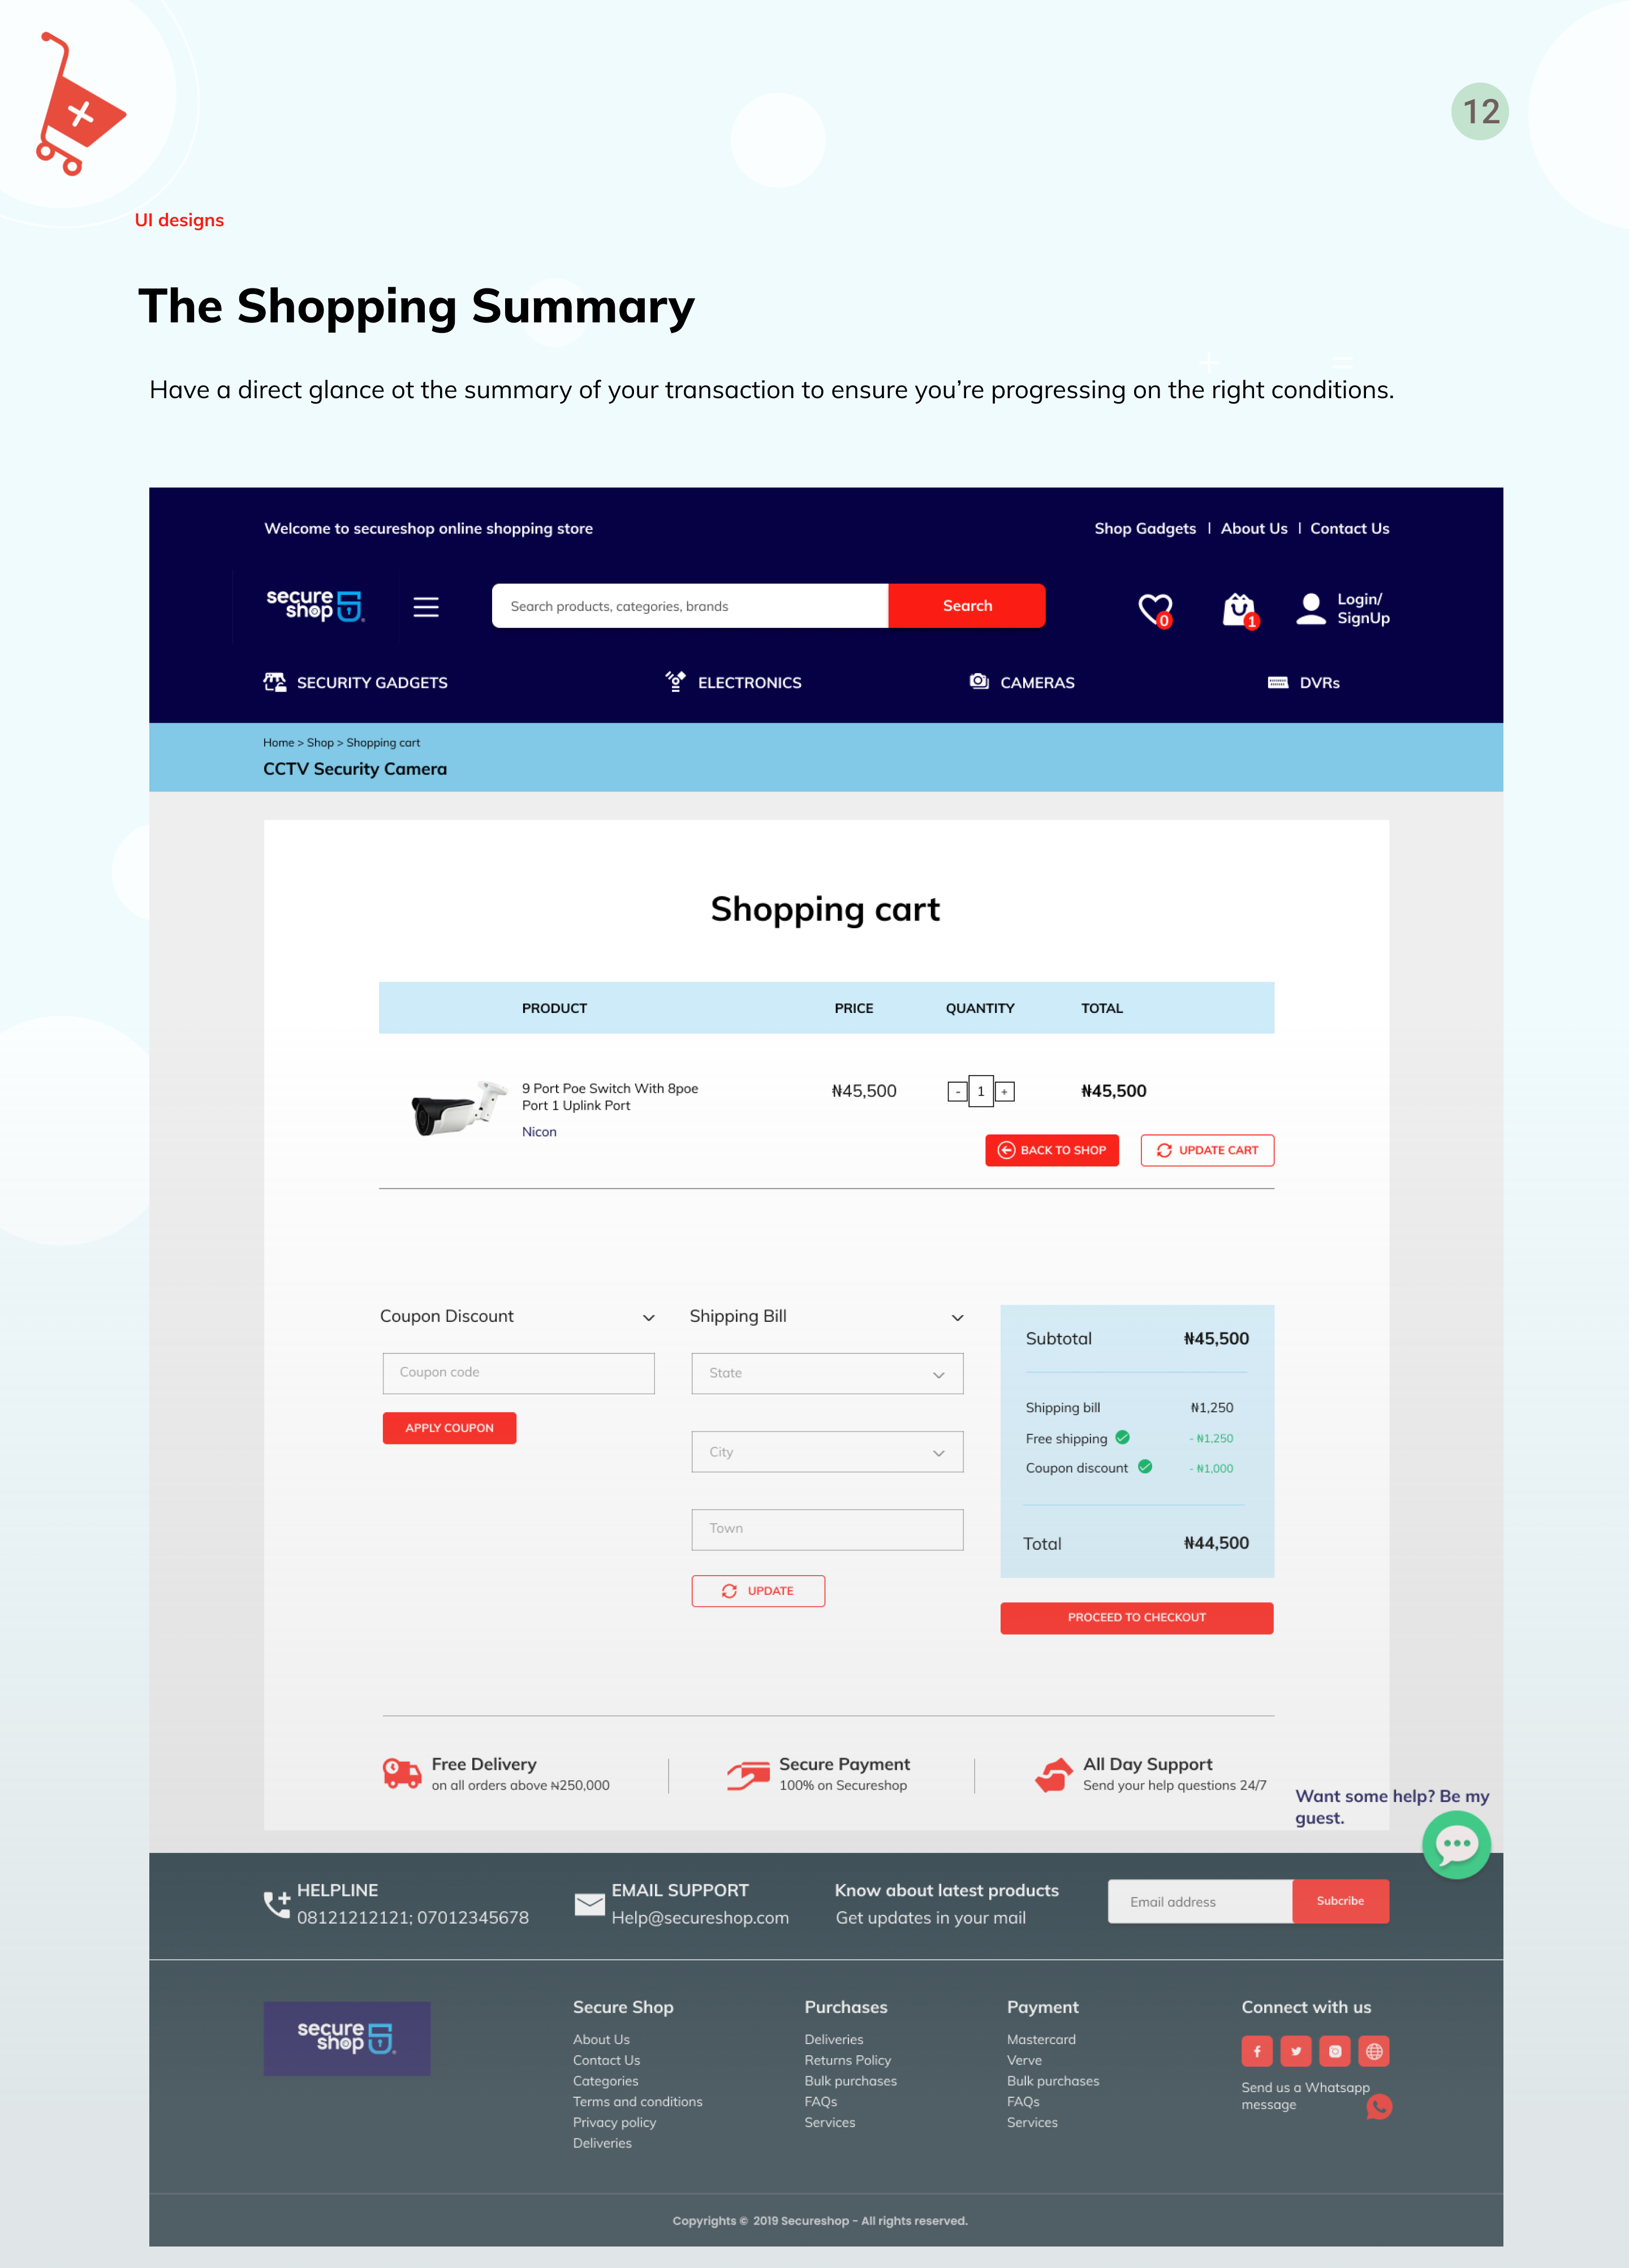 12
UI designs
The Shopping Summary
Have a direct glance ot the summary of your transaction to ensure you’re progressing on the right conditions.
Welcome to secureshop online shopping store
Shop Gadgets | About Us | Contact Us
secure
shop
Search products, categories, brands
Search
0
1
Login/
SignUp
SECURITY GADGETS
ELECTRONICS
CAMERAS
DVRs
Home > Shop > Shopping cart
CCTV Security Camera
Shopping cart
PRODUCT PRICE QUANTITY TOTAL
9 Port Poe Switch With 8poe
Port 1 Uplink Port
Nicon
₦45,500
- 1 +
₦45,500
BACK TO SHOP
UPDATE CART
Coupon Discount
Coupon code
APPLY COUPON
Shipping Bill
State
City
Town
UPDATE
Subtotal ₦45,500
Shipping bill ₦1,250
Free shipping - ₦1,250
Coupon discount - ₦1,000
Total ₦44,500
PROCEED TO CHECKOUT
Free Delivery
on all orders above ₦250,000
Secure Payment
100% on Secureshop
All Day Support
Send your help questions 24/7
Want some help? Be my
guest.
HELPLINE
08121212121; 07012345678
EMAIL SUPPORT
Help@secureshop.com
Know about latest products
Get updates in your mail
Email address
Subcribe
secure
shop
Secure Shop
About Us
Contact Us
Categories
Terms and conditions
Privacy policy
Deliveries
Purchases
Deliveries
Returns Policy
Bulk purchases
FAQs
Services
Payment
Mastercard
Verve
Bulk purchases
FAQs
Services
Connect with us
Send us a Whatsapp
message
Copyrights © 2019 Secureshop - All rights reserved.